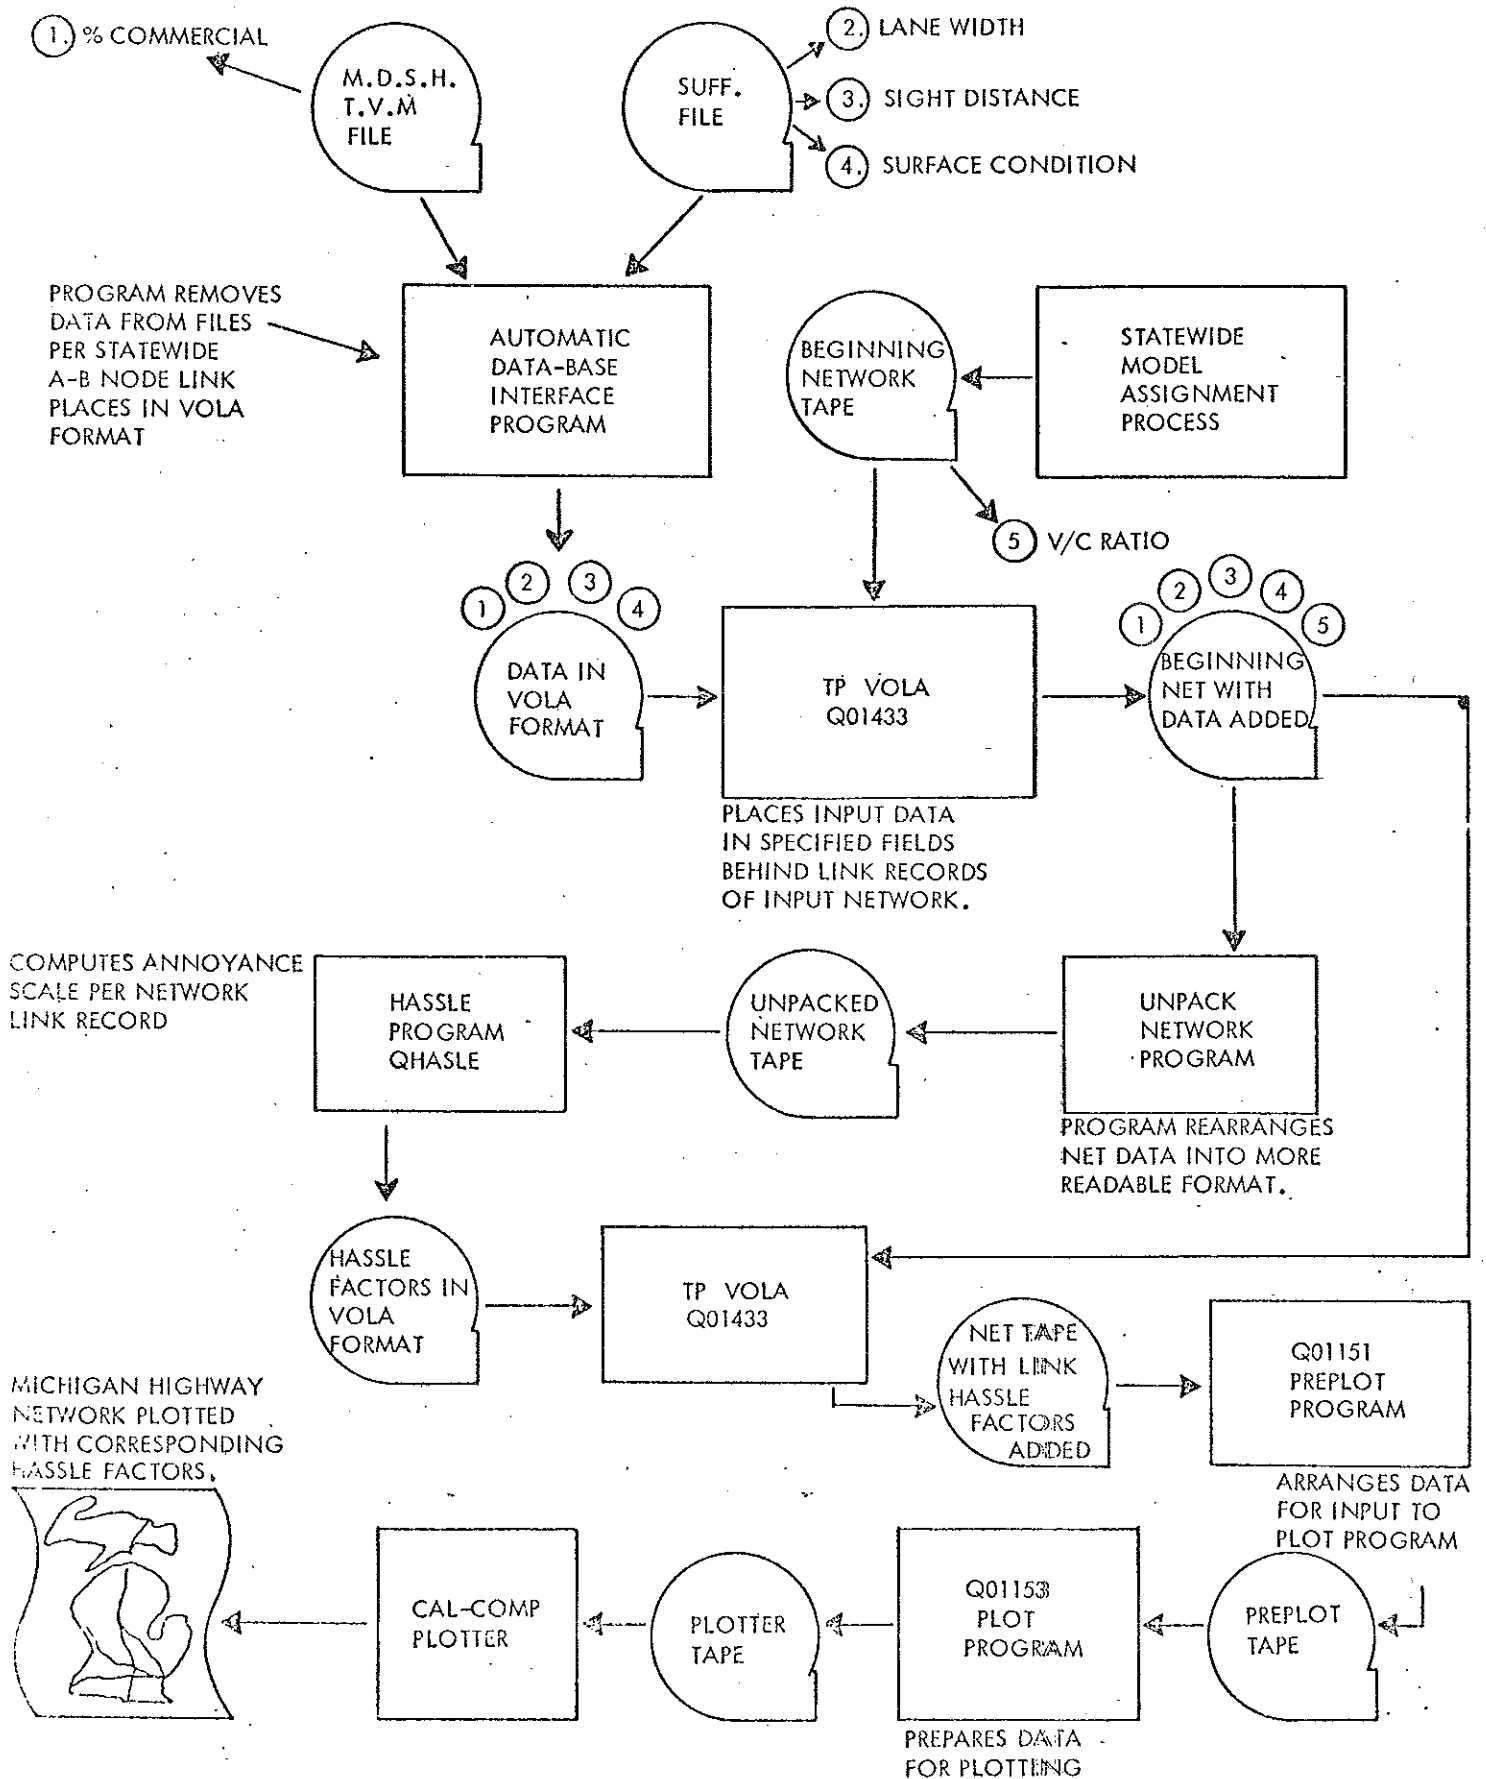 1. % COMMERCIAL
M.D.S.H.
T.V.M
FILE
SUFF.
FILE
2. LANE WIDTH
3. SIGHT DISTANCE
4. SURFACE CONDITION
PROGRAM REMOVES
DATA FROM FILES
PER STATEWIDE
A-B NODE LINK
PLACES IN VOLA
FORMAT
AUTOMATIC
DATA-BASE
INTERFACE
PROGRAM
BEGINNING
NETWORK
TAPE
STATEWIDE
MODEL
ASSIGNMENT
PROCESS
5 V/C RATIO
1 2 3 4
DATA IN
VOLA
FORMAT
TP VOLA
Q01433
1 2 3 4 5
BEGINNING
NET WITH
DATA ADDED
PLACES INPUT DATA
IN SPECIFIED FIELDS
BEHIND LINK RECORDS
OF INPUT NETWORK.
COMPUTES ANNOYANCE
SCALE PER NETWORK
LINK RECORD
HASSLE
PROGRAM
QHASLE
UNPACKED
NETWORK
TAPE
UNPACK
NETWORK
PROGRAM
PROGRAM REARRANGES
NET DATA INTO MORE
READABLE FORMAT.
HASSLE
FACTORS IN
VOLA
FORMAT
TP VOLA
Q01433
NET TAPE
WITH LINK
HASSLE
FACTORS
ADDED
Q01151
PREPLOT
PROGRAM
ARRANGES DATA
FOR INPUT TO
PLOT PROGRAM
MICHIGAN HIGHWAY
NETWORK PLOTTED
WITH CORRESPONDING
HASSLE FACTORS.
CAL-COMP
PLOTTER
PLOTTER
TAPE
Q01153
PLOT
PROGRAM
PREPLOT
TAPE
PREPARES DATA
FOR PLOTTING